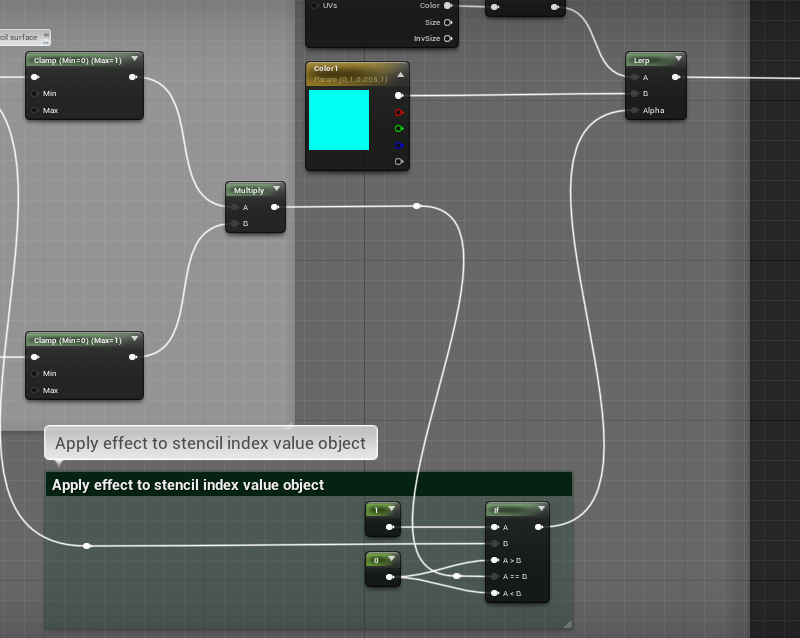 UVs Color
Size
InvSize
cil surface
Clamp (Min=0) (Max=1)
Min
Max
Color1
Param (0,1,0.896,1)
Lerp
A
B
Alpha
Multiply
A
B
Clamp (Min=0) (Max=1)
Min
Max
Apply effect to stencil index value object
Apply effect to stencil index value object
1
0
If
A
B
A > B
A == B
A < B